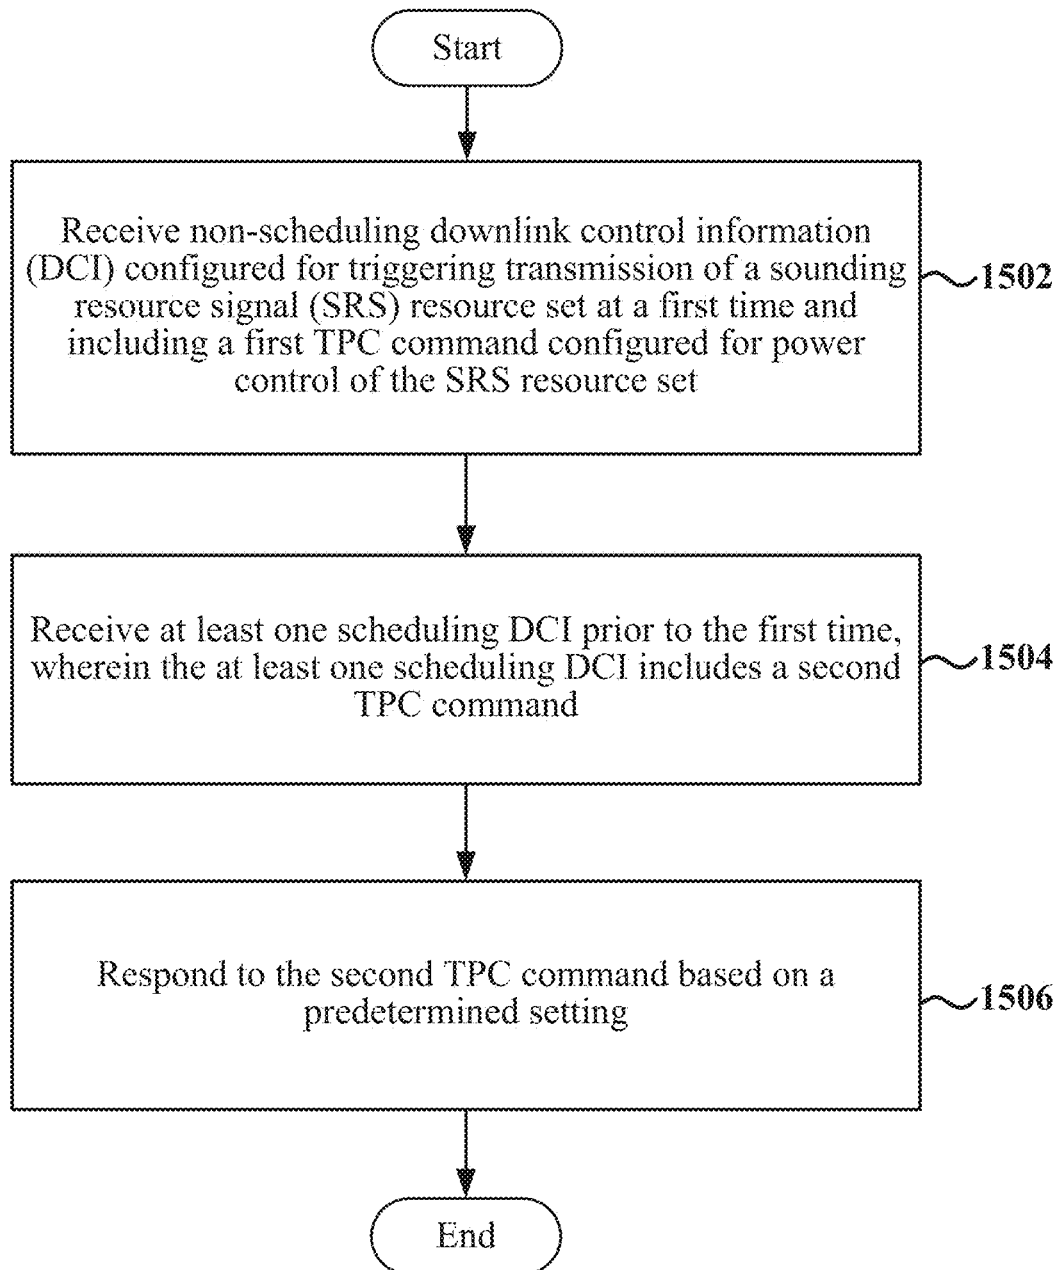 Start
Receive non-scheduling downlink control information
(DCI) configured for triggering transmission of a sounding
resource signal (SRS) resource set at a first time and
including a first TPC command configured for power
control of the SRS resource set
1502
Receive at least one scheduling DCI prior to the first time,
wherein the at least one scheduling DCI includes a second
TPC command
1504
Respond to the second TPC command based on a
predetermined setting
1506
End